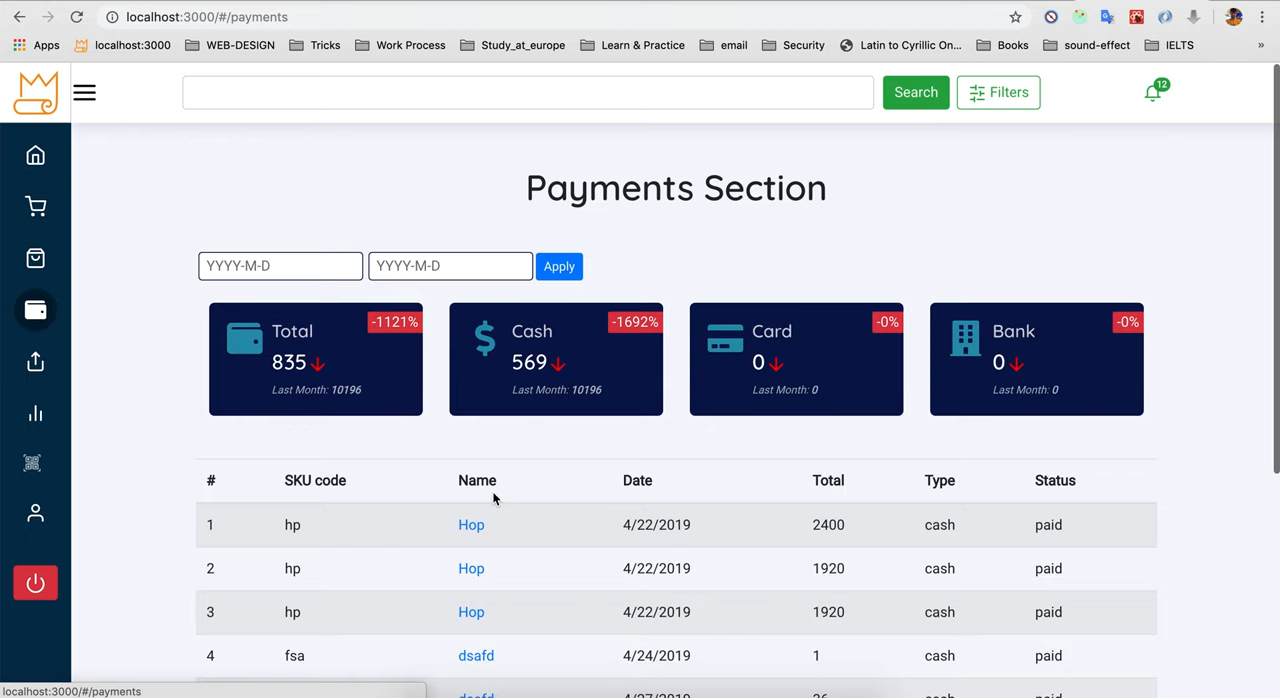 localhost:3000/#/payments
Apps localhost:3000 WEB-DESIGN Tricks Work Process Study_at_europe Learn & Practice email Security Latin to Cyrillic On... Books sound-effect IELTS »
Search Filters 12
Payments Section
YYYY-M-D YYYY-M-D Apply
-1121% -1692% -0% -0%
Total Cash Card Bank
835 569 0 0
Last Month: 10196 Last Month: 10196 Last Month: 0 Last Month: 0
# SKU code Name Date Total Type Status
1 hp Hop 4/22/2019 2400 cash paid
2 hp Hop 4/22/2019 1920 cash paid
3 hp Hop 4/22/2019 1920 cash paid
4 fsa dsafd 4/24/2019 1 cash paid
localhost:3000/#/payments